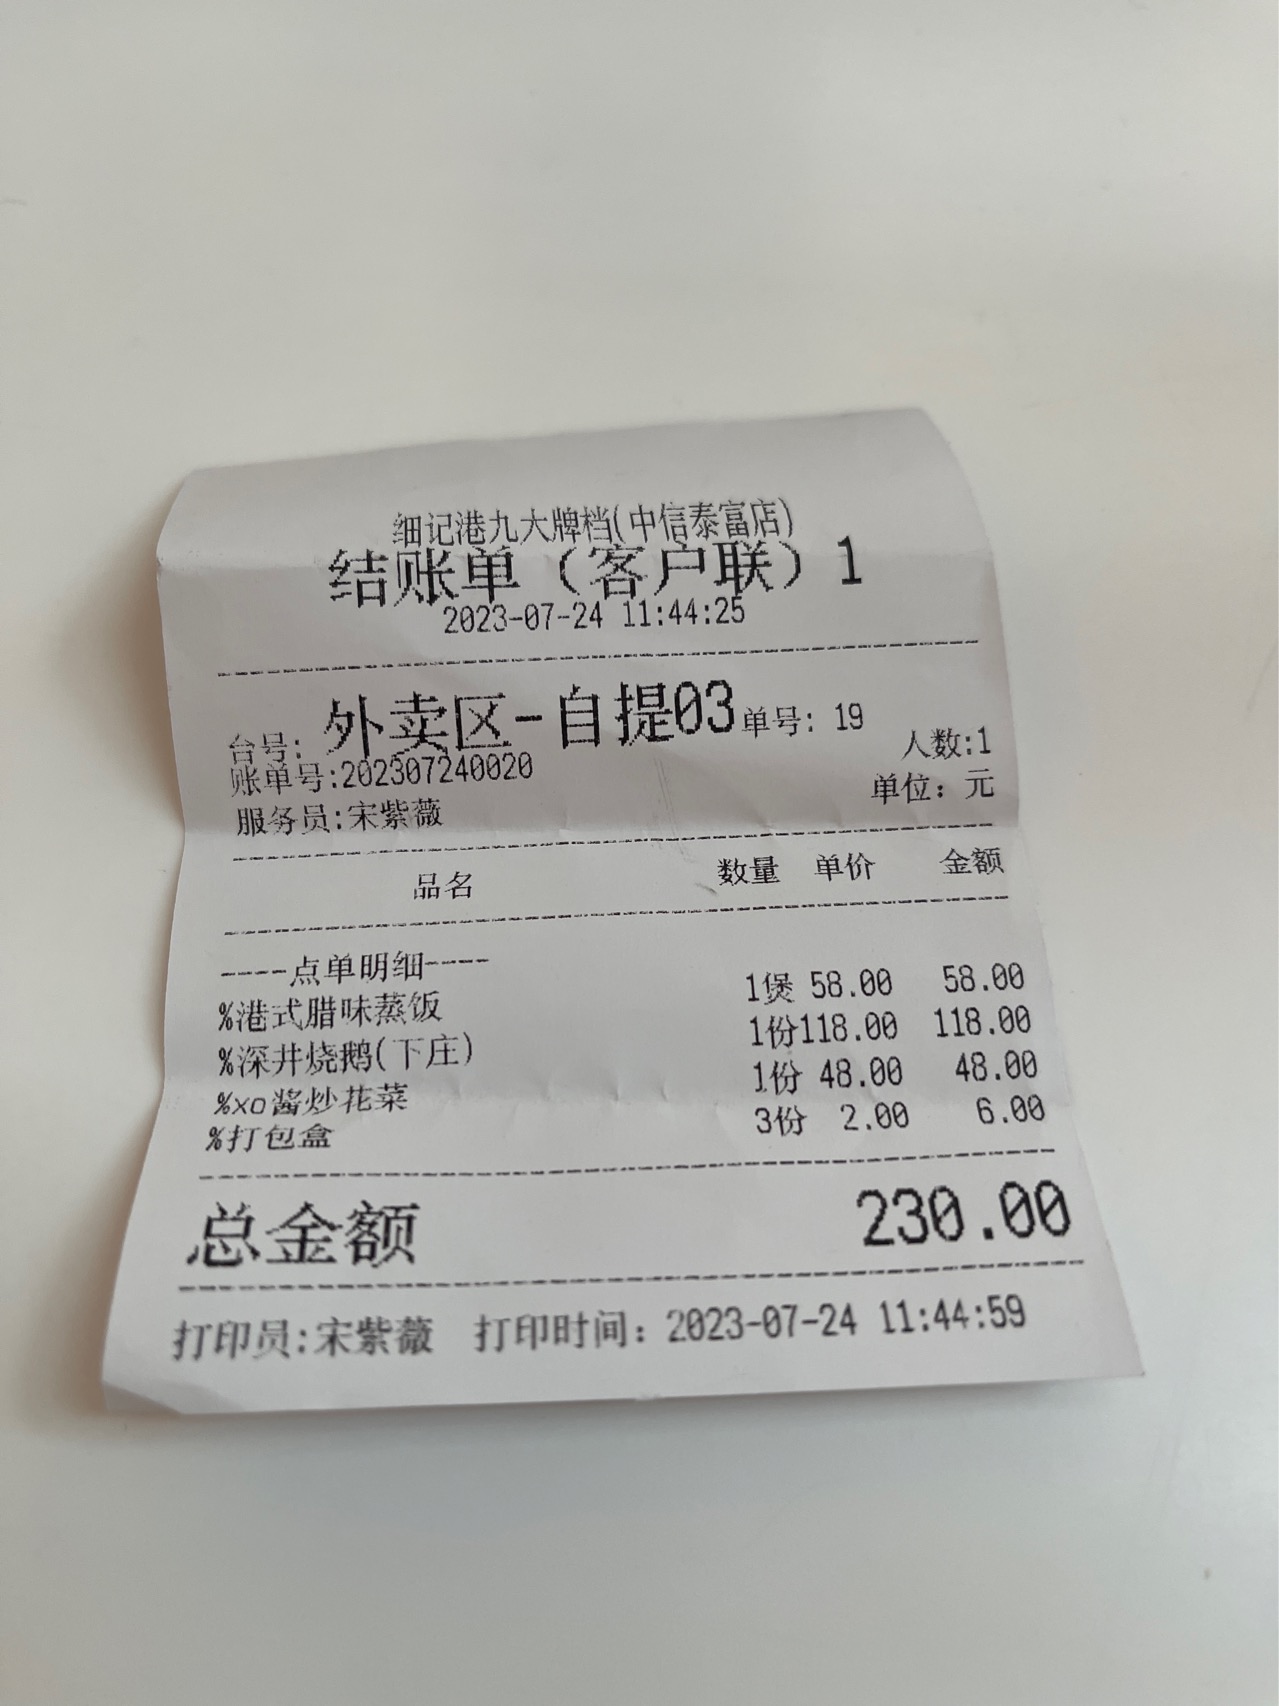 细记港九大牌档(中信泰富店)
结账单（客户联）1
2023-07-24 11:44:25
台号: 外卖区-自提03 单号: 19
人数:1
账单号:202307240020
单位：元
服务员:宋紫薇
品名 数量 单价 金额
----点单明细----
%港式腊味蒸饭 1煲 58.00 58.00
%深井烧鹅(下庄) 1份118.00 118.00
%xo酱炒花菜 1份 48.00 48.00
%打包盒 3份 2.00 6.00
总金额 230.00
打印员:宋紫薇 打印时间：2023-07-24 11:44:59